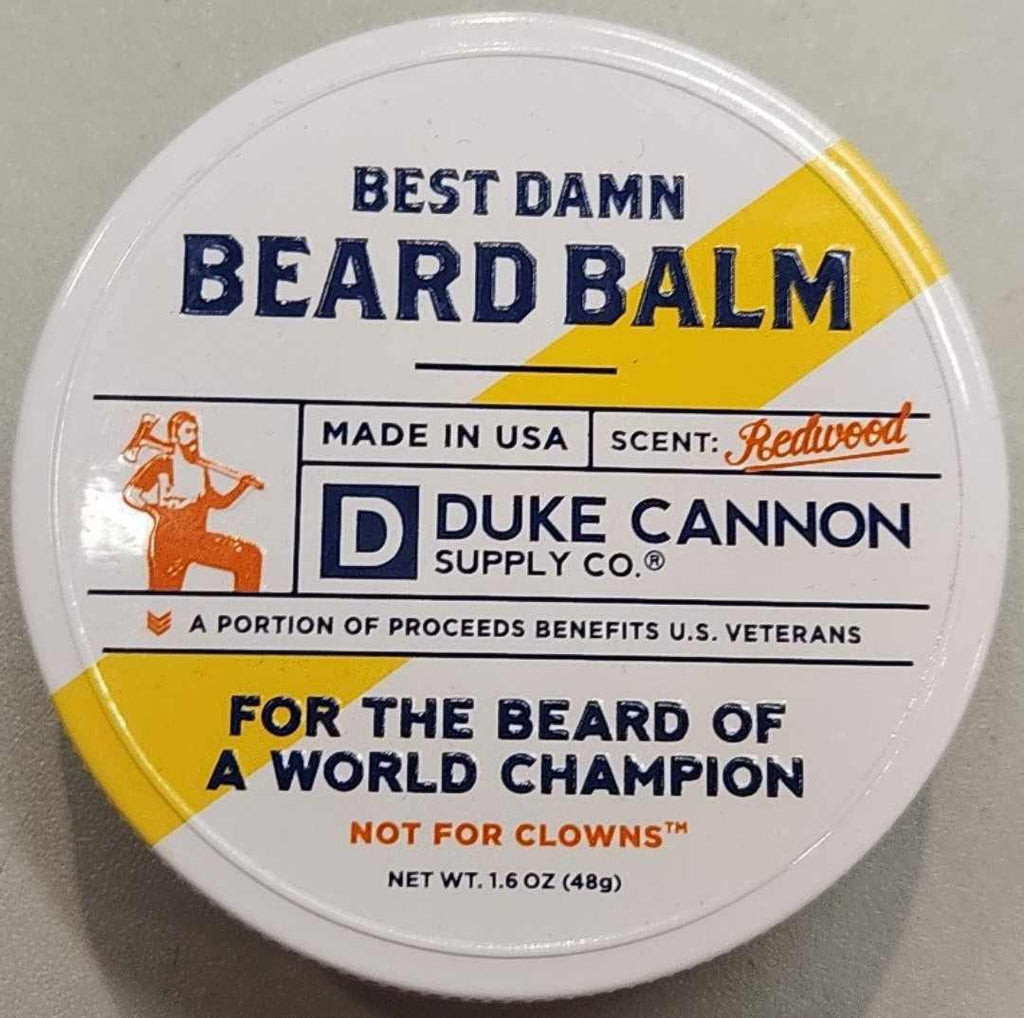 BEST DAMN
BEARD BALM
MADE IN USA
SCENT: Redwood
D DUKE CANNON
SUPPLY CO.®
A PORTION OF PROCEEDS BENEFITS U.S. VETERANS
FOR THE BEARD OF
A WORLD CHAMPION
NOT FOR CLOWNS™
NET WT. 1.6 OZ (48g)